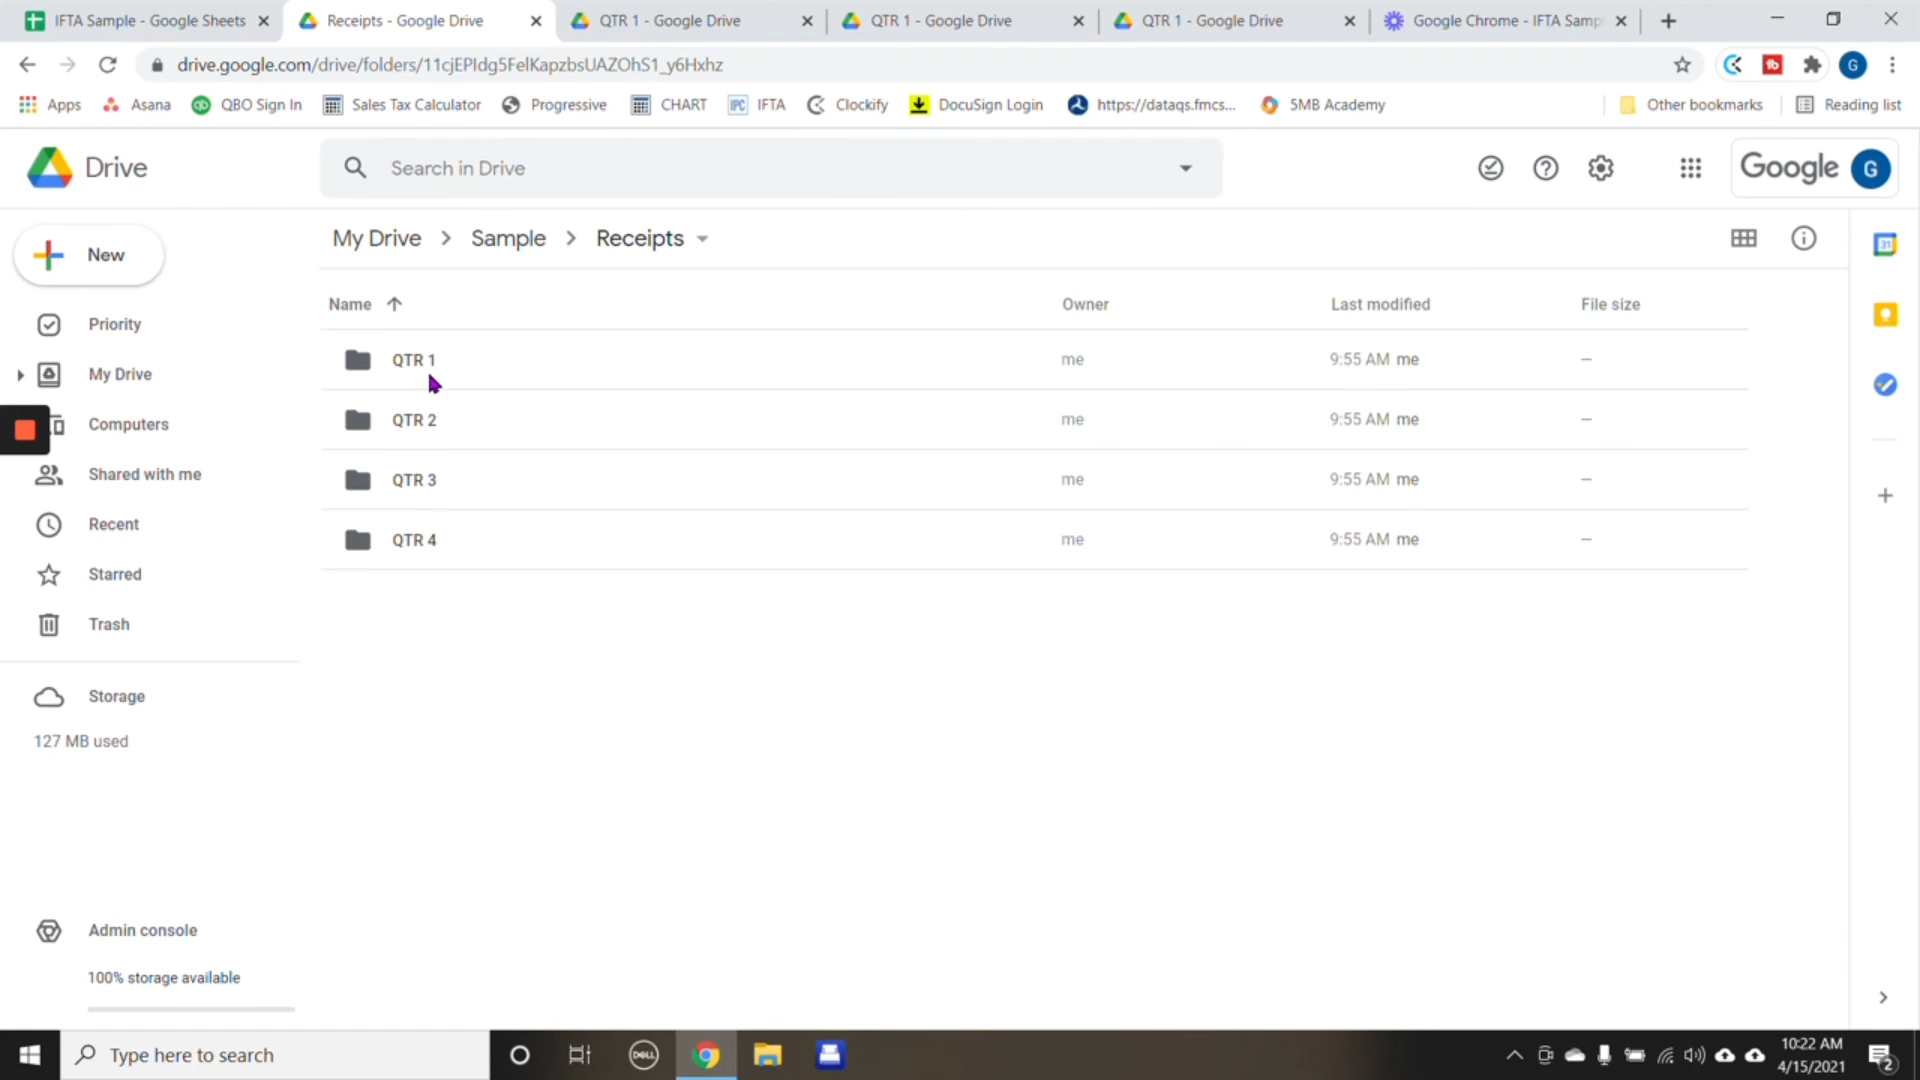 IFTA Sample - Google Sheets
Receipts - Google Drive
QTR 1 - Google Drive
QTR 1 - Google Drive
QTR 1 - Google Drive
Google Chrome - IFTA Samp
drive.google.com/drive/folders/11cjEPIdg5FelKapzbsUAZOhS1_y6Hxhz
G
Apps
Asana
QBO Sign In
Sales Tax Calculator
Progressive
CHART
IPC IFTA
Clockify
DocuSign Login
https://dataqs.fmcs...
5MB Academy
Other bookmarks
Reading list
Drive
Search in Drive
Google G
My Drive > Sample > Receipts
New
Name
Owner
Last modified
File size
QTR 1 me 9:55 AM me –
QTR 2 me 9:55 AM me –
QTR 3 me 9:55 AM me –
QTR 4 me 9:55 AM me –
Priority
My Drive
Computers
Shared with me
Recent
Starred
Trash
Storage
127 MB used
Admin console
100% storage available
31
Type here to search
DELL
10:22 AM
4/15/2021
2